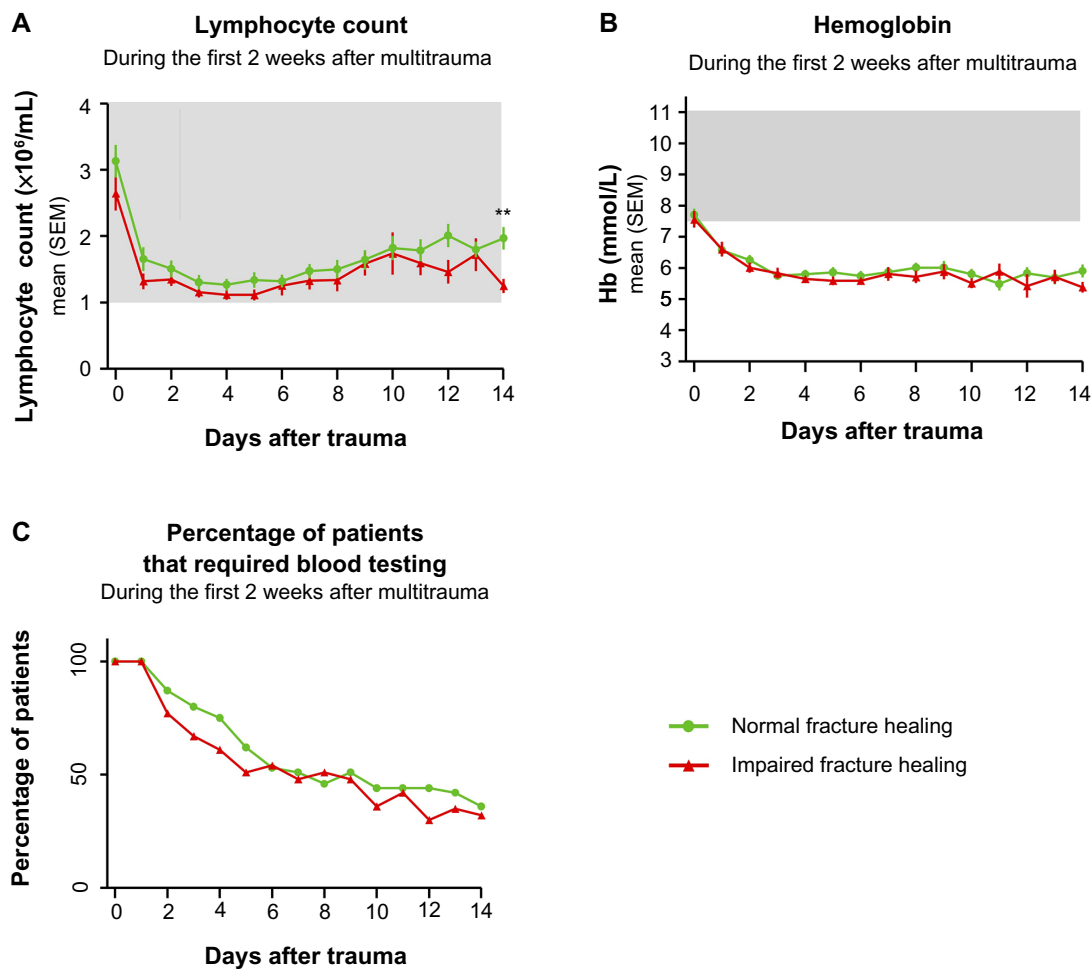 A
Lymphocyte count
During the first 2 weeks after multitrauma
Lymphocyte count (×10⁶/mL)
mean (SEM)
4
3
2
1
0
**
0 2 4 6 8 10 12 14
Days after trauma
B
Hemoglobin
During the first 2 weeks after multitrauma
Hb (mmol/L)
mean (SEM)
11
10
9
8
7
6
5
4
3
0 2 4 6 8 10 12 14
Days after trauma
C
Percentage of patients
that required blood testing
During the first 2 weeks after multitrauma
Percentage of patients
100
50
0
0 2 4 6 8 10 12 14
Days after trauma
Normal fracture healing
Impaired fracture healing